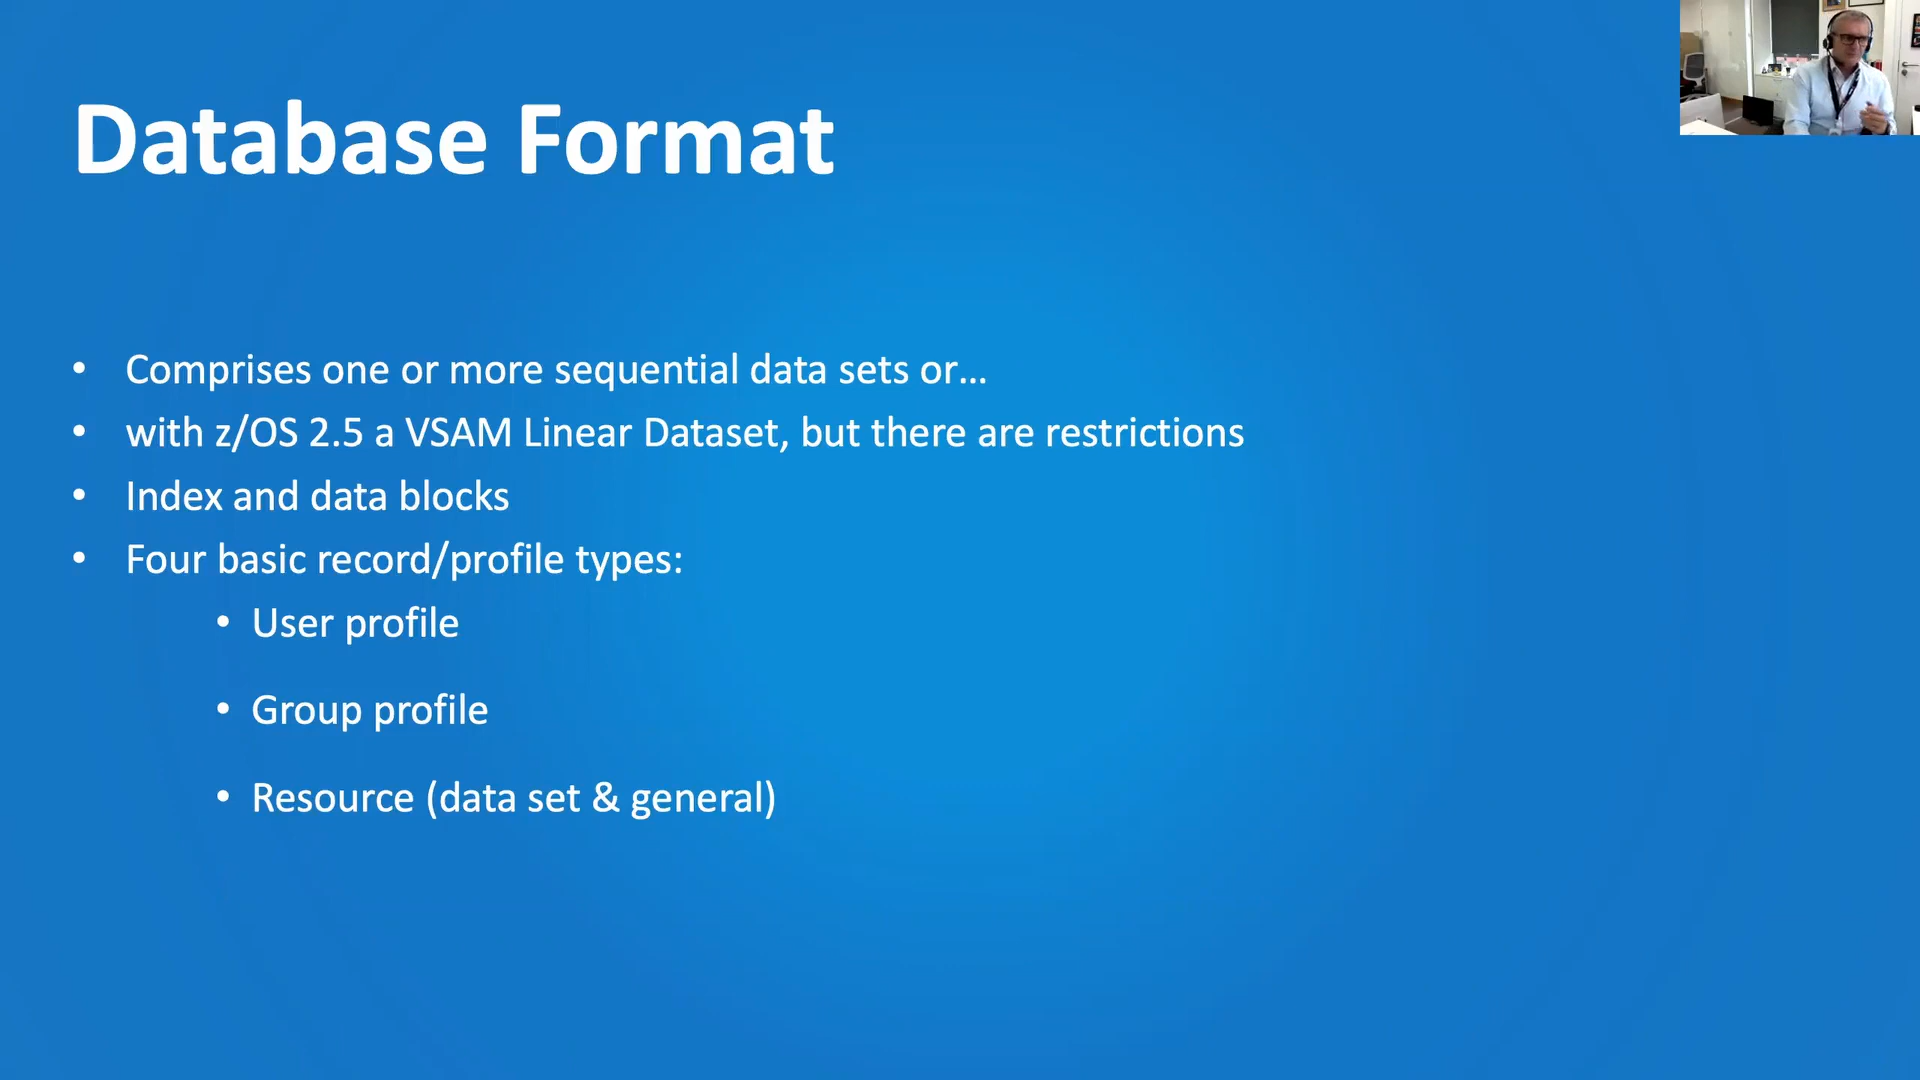 Database Format
• Comprises one or more sequential data sets or…
• with z/OS 2.5 a VSAM Linear Dataset, but there are restrictions
• Index and data blocks
• Four basic record/profile types:
• User profile
• Group profile
• Resource (data set & general)